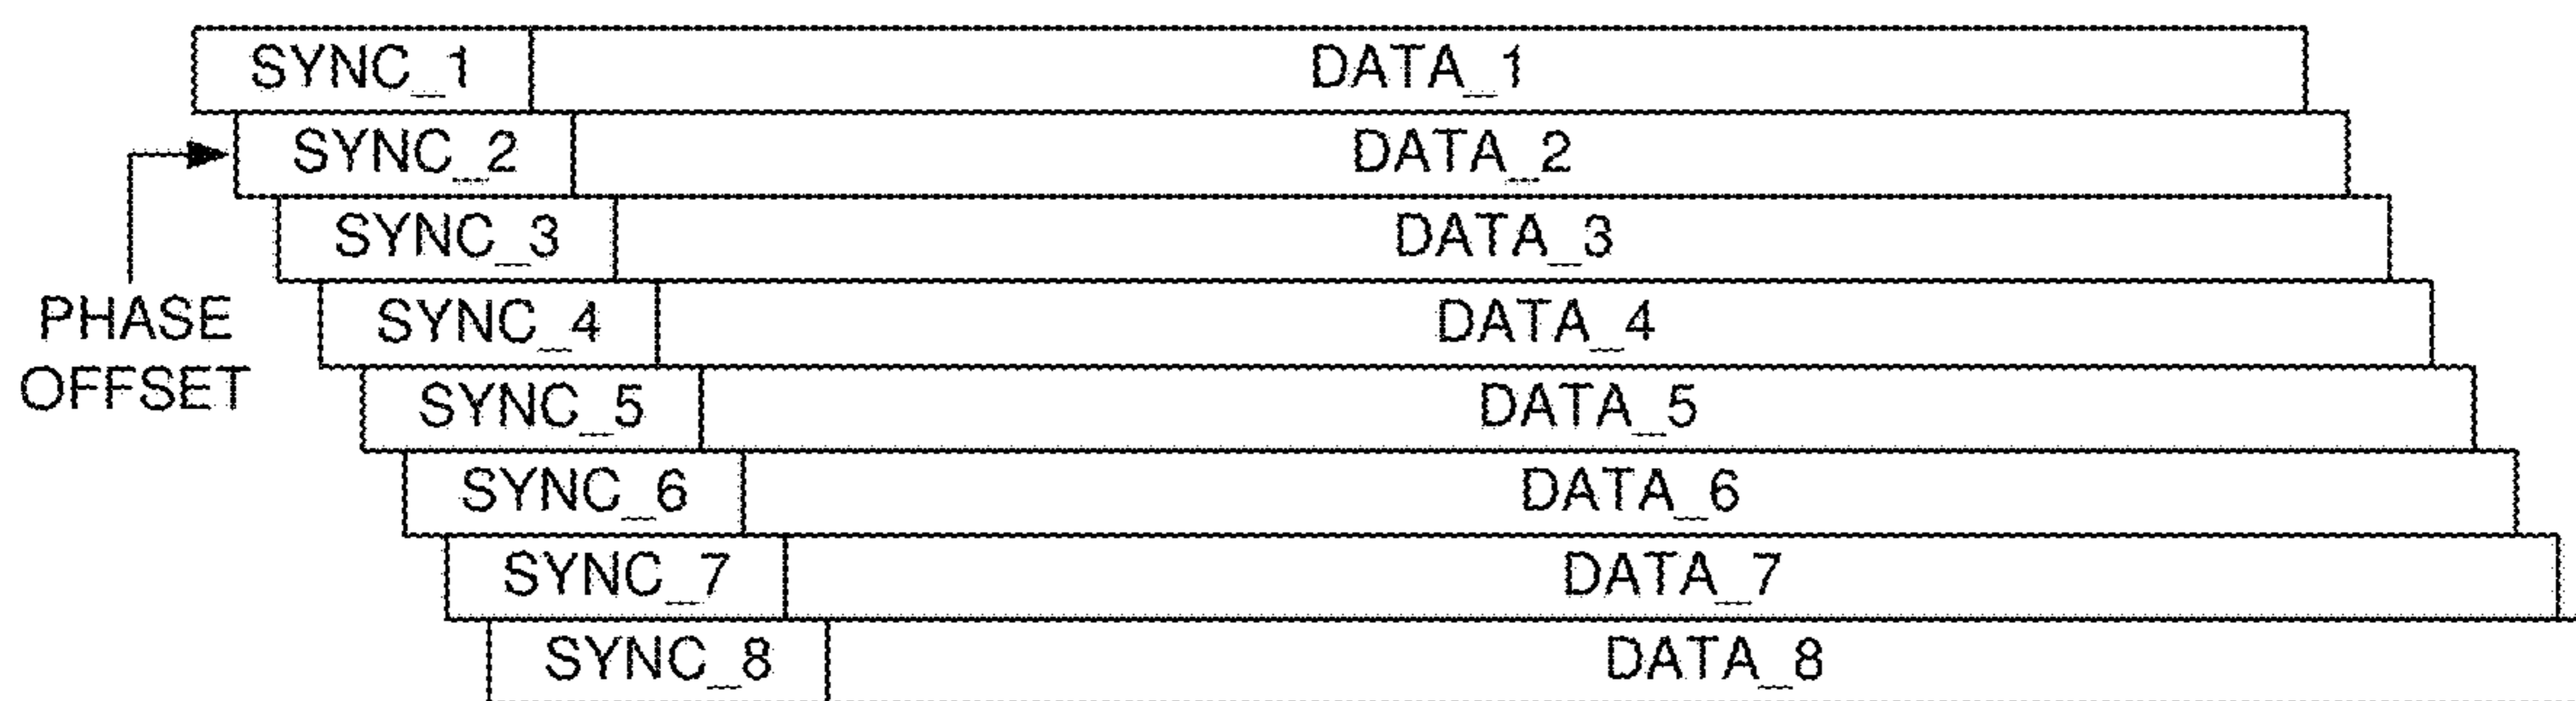 SYNC_1 DATA_1
SYNC_2 DATA_2
SYNC_3 DATA_3
PHASE
OFFSET
SYNC_4 DATA_4
SYNC_5 DATA_5
SYNC_6 DATA_6
SYNC_7 DATA_7
SYNC_8 DATA_8